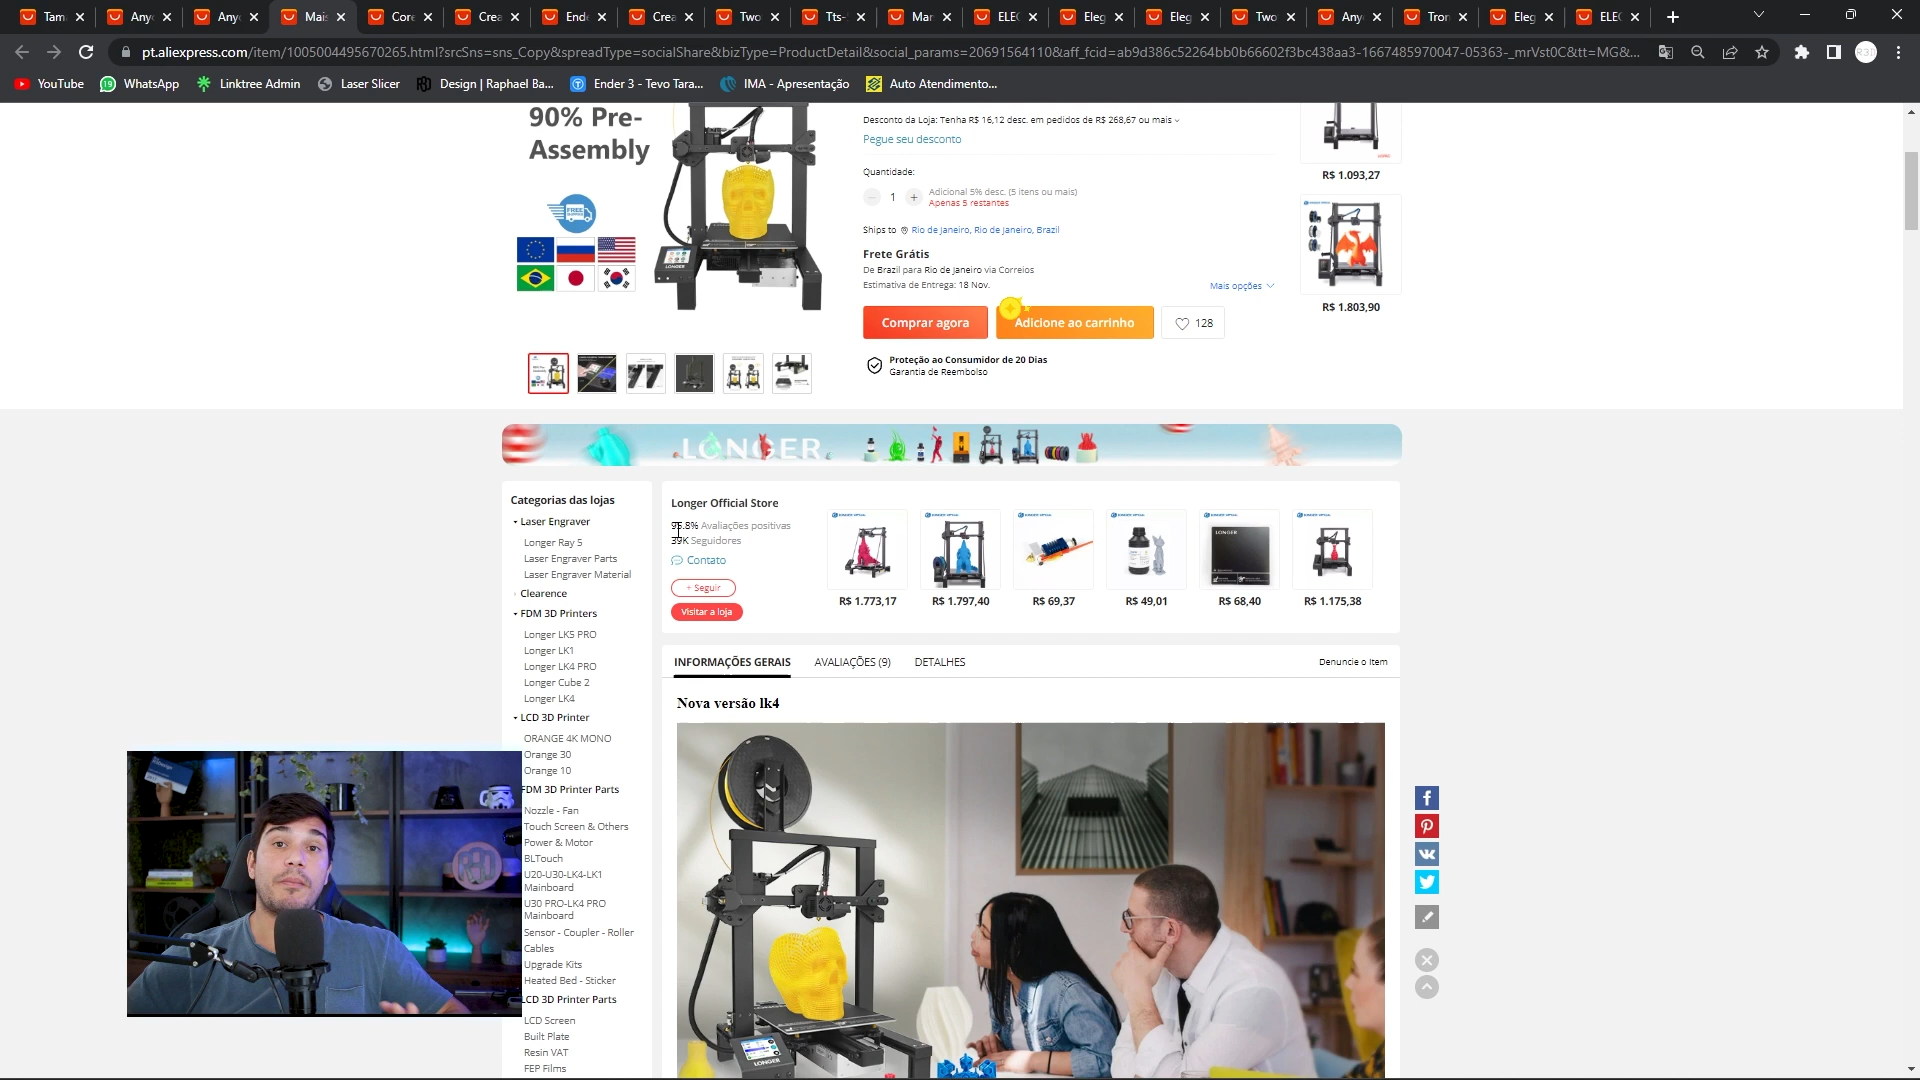 Tam
Any
Any
Mais
Core
Crea
Ende
Crea
Two
Tts-
Mar
ELEC
Eleg
Eleg
Two
Any
Tron
Eleg
ELEC
pt.aliexpress.com/item/1005004495670265.html?srcSns=sns_Copy&spreadType=socialShare&bizType=ProductDetail&social_params=20691564110&aff_fcid=ab9d386c52264bb0b66602f3bc438aa3-1667485970047-05363-_mrVst0C&tt=MG&...
YouTube
19
WhatsApp
Linktree Admin
Laser Slicer
Design | Raphael Ba...
Ender 3 - Tevo Tara...
IMA - Apresentação
Auto Atendimento...
90% Pre-
Assembly
FREE
LONGER
Desconto da Loja: Tenha R$ 16,12 desc. em pedidos de R$ 268,67 ou mais
Pegue seu desconto
Quantidade:
1
Adicional 5% desc. (5 itens ou mais)
Apenas 5 restantes
Ships to Rio de Janeiro, Rio de Janeiro, Brazil
Frete Grátis
De Brazil para Rio de Janeiro via Correios
Estimativa de Entrega: 18 Nov.
Mais opções
Comprar agora
Adicione ao carrinho
128
Proteção ao Consumidor de 20 Dias
Garantia de Reembolso
R$ 1.093,27
R$ 1.803,90
LONGER
Categorias das lojas
Laser Engraver
Longer Ray 5
Laser Engraver Parts
Laser Engraver Material
Clearence
FDM 3D Printers
Longer LK5 PRO
Longer LK1
Longer LK4 PRO
Longer Cube 2
Longer LK4
LCD 3D Printer
ORANGE 4K MONO
Orange 30
Orange 10
FDM 3D Printer Parts
Nozzle - Fan
Touch Screen & Others
Power & Motor
BLTouch
U20-U30-LK4-LK1
Mainboard
U30 PRO-LK4 PRO
Mainboard
Sensor - Coupler - Roller
Cables
Upgrade Kits
Heated Bed - Sticker
LCD 3D Printer Parts
LCD Screen
Built Plate
Resin VAT
FEP Films
Longer Official Store
95.8% Avaliações positivas
39K Seguidores
Contato
+ Seguir
Visitar a loja
LONGER
R$ 1.773,17
R$ 1.797,40
R$ 69,37
R$ 49,01
R$ 68,40
R$ 1.175,38
INFORMAÇÕES GERAIS
AVALIAÇÕES (9)
DETALHES
Denuncie o Item
Nova versão lk4
LONGER